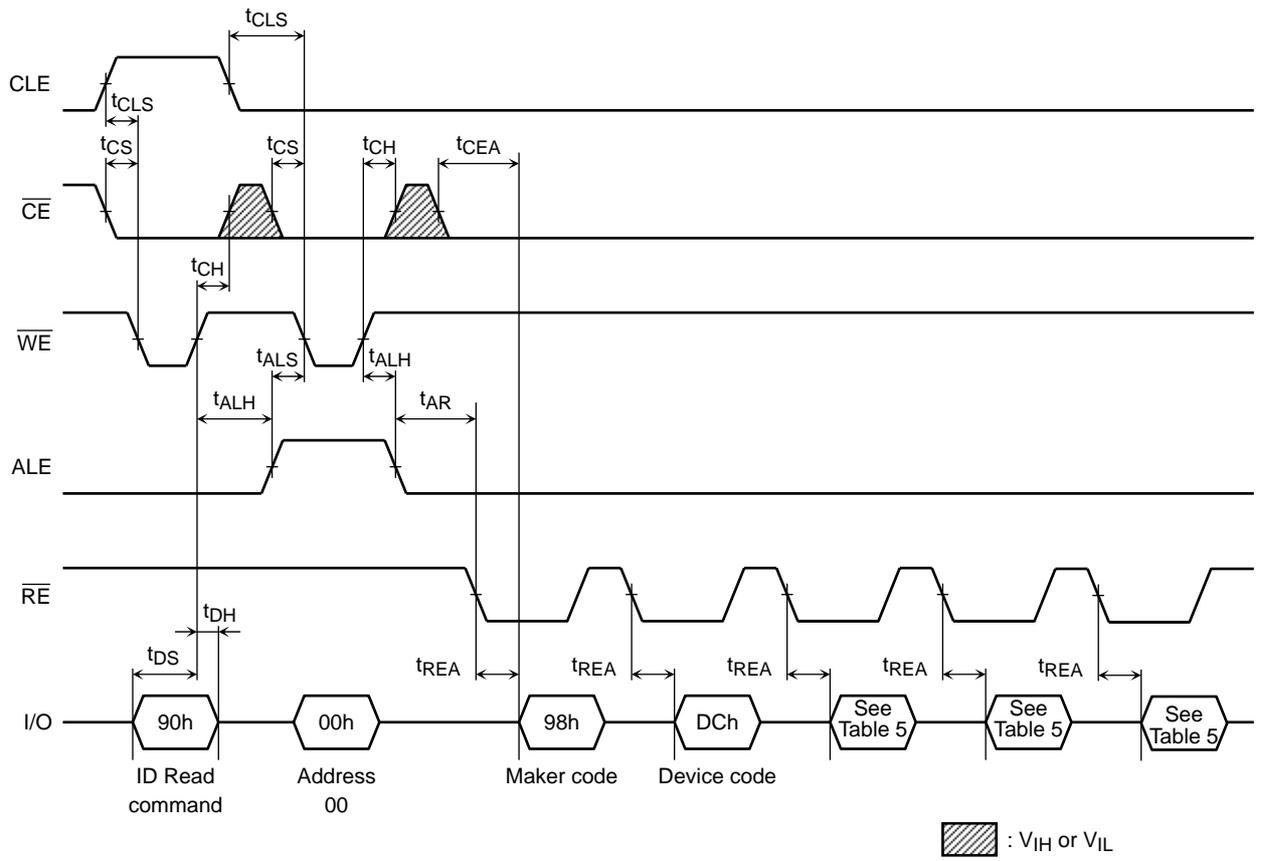 tCLS
CLE
tCLS
tCS
tCS
tCH
tCEA
CE
tCH
WE
tALS
tALH
tALH
tAR
ALE
RE
tDH
tDS
tREA
tREA
tREA
tREA
tREA
I/O
90h
00h
98h
DCh
See
Table 5
See
Table 5
See
Table 5
ID Read
command
Address
00
Maker code
Device code
: VIH or VIL